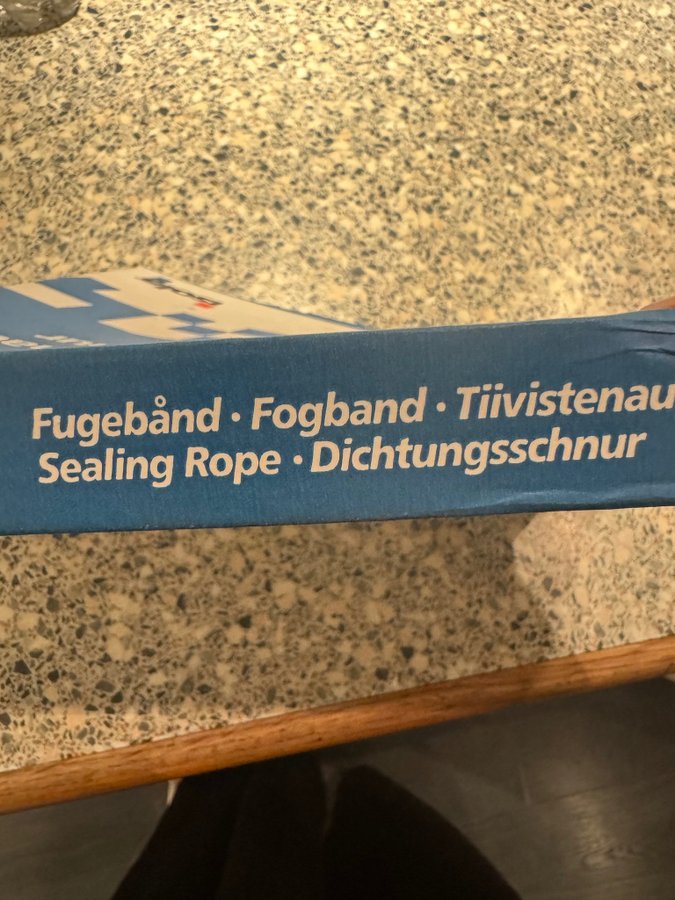 Fugebånd · Fogband · Tiivistenau
Sealing Rope · Dichtungsschnur